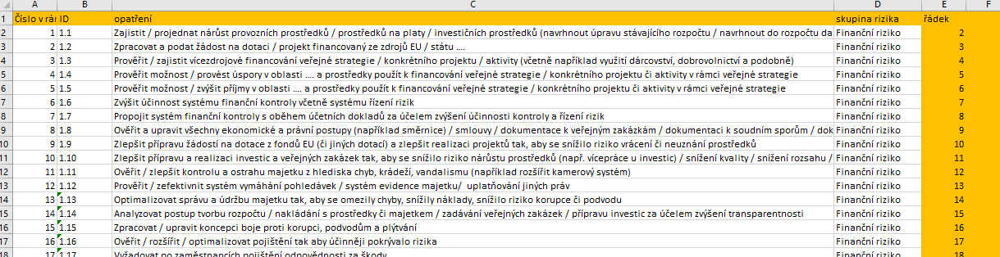 A B C D E F
1 Číslo v rár ID opatření skupina rizika řádek
2 1 1.1 Zajistit / projednat nárůst provozních prostředků / prostředků na platy / investičních prostředků (navrhnout úpravu stávajícího rozpočtu / navrhnout do rozpočtu da Finanční riziko 2
3 2 1.2 Zpracovat a podat žádost na dotaci / projekt financovaný ze zdrojů EU / státu .... Finanční riziko 3
4 3 1.3 Prověřit / zajistit vícezdrojové financování veřejné strategie / konkrétního projektu / aktivity (včetně například využití dárcovství, dobrovolnictví a podobně) Finanční riziko 4
5 4 1.4 Prověřit možnost / provést úspory v oblasti .... a prostředky použít k financování veřejné strategie / konkrétního projektu či aktivity v rámci veřejné strategie Finanční riziko 5
6 5 1.5 Prověřit možnost / zvýšit příjmy v oblasti .... a prostředky použít k financování veřejné strategie / konkrétního projektu či aktivity v rámci veřejné strategie Finanční riziko 6
7 6 1.6 Zvýšit účinnost systému finanční kontroly včetně systému řízení rizik Finanční riziko 7
8 7 1.7 Propojit systém finanční kontroly s oběhem účetních dokladů za účelem zvýšení účinnosti kontroly a řízení rizik Finanční riziko 8
9 8 1.8 Ověřit a upravit všechny ekonomické a právní postupy (například směrnice) / smlouvy / dokumentace k veřejným zakázkám / dokumentaci k soudním sporům / dok Finanční riziko 9
10 9 1.9 Zlepšit přípravu žádostí na dotace z fondů EU (či jiných dotací) a zlepšit realizaci projektů tak, aby se snížilo riziko vrácení či neuznání prostředků Finanční riziko 10
11 10 1.10 Zlepšit přípravu a realizaci investic a veřejných zakázek tak, aby se snížilo riziko nárůstu prostředků (např. vícepráce u investic) / snížení kvality / snížení rozsahu / Finanční riziko 11
12 11 1.11 Ověřit / zlepšit kontrolu a ostrahu majetku z hlediska chyb, krádeží, vandalismu (například rozšířit kamerový systém) Finanční riziko 12
13 12 1.12 Prověřit / zefektivnit systém vymáhání pohledávek / systém evidence majetku/ uplatňování jiných práv Finanční riziko 13
14 13 1.13 Optimalizovat správu a údržbu majetku tak, aby se omezily chyby, snížily náklady, snížilo riziko korupce či podvodu Finanční riziko 14
15 14 1.14 Analyzovat postup tvorbu rozpočtu / nakládání s prostředky či majetkem / zadávání veřejných zakázek / přípravu investic za účelem zvýšení transparentnosti Finanční riziko 15
16 15 1.15 Zpracovat / upravit koncepci boje proti korupci, podvodům a plýtvání Finanční riziko 16
17 16 1.16 Ověřit / rozšířit / optimalizovat pojištění tak aby účinněji pokrývalo rizika Finanční riziko 17
18 17 1.17 Vyžadovat po zaměstnancích pojištění odpovědnosti za škody Finanční riziko 18